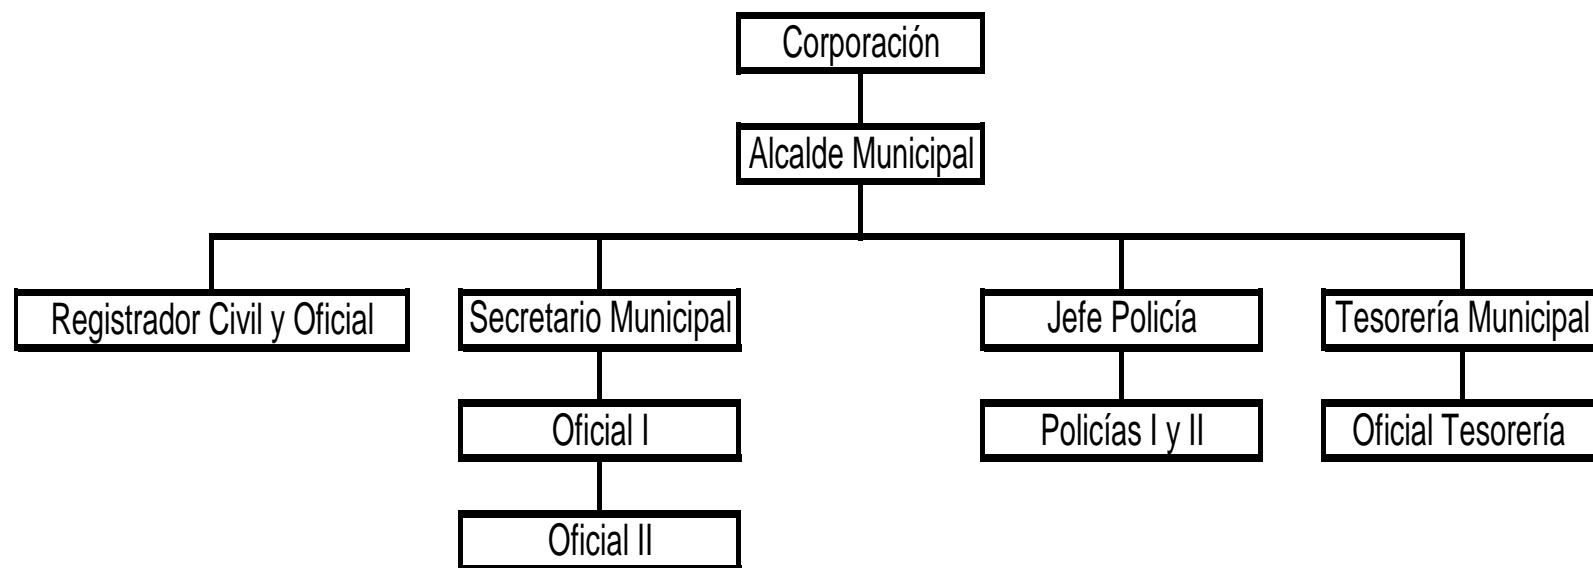 Corporación
Alcalde Municipal
Registrador Civil y Oficial
Secretario Municipal
Jefe Policía
Tesorería Municipal
Oficial I
Policías I y II
Oficial Tesorería
Oficial II